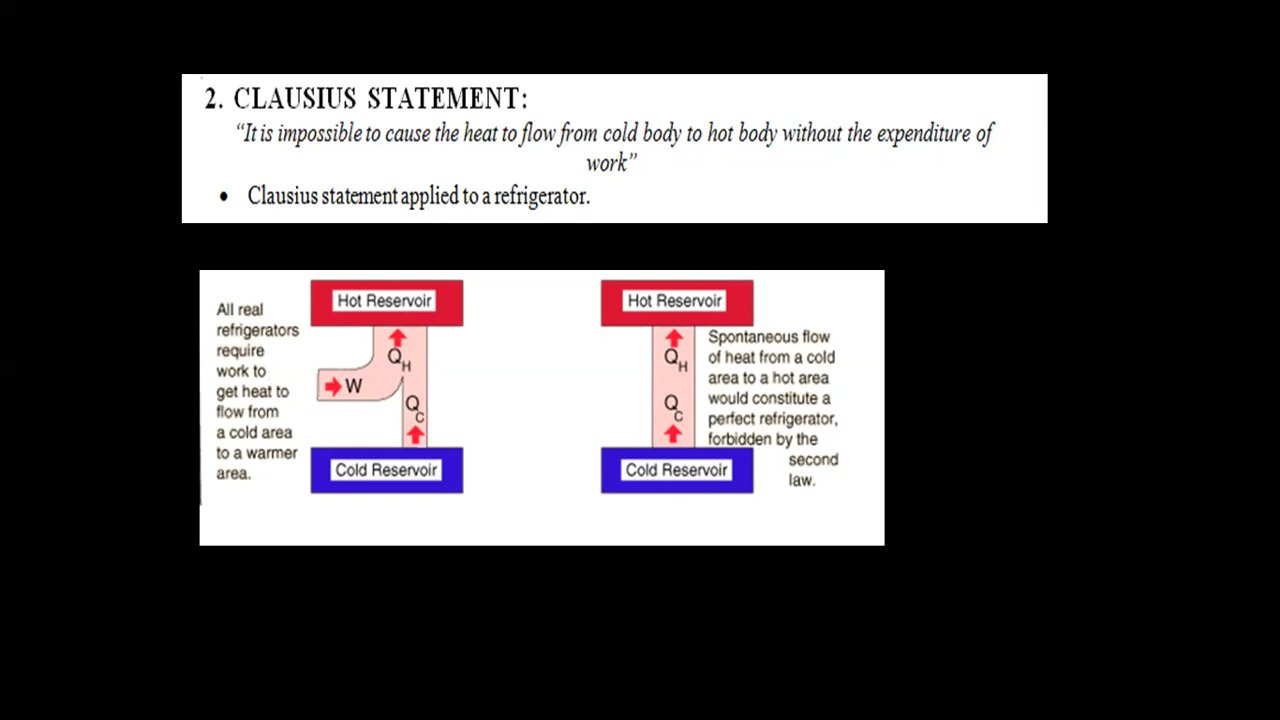 2. CLAUSIUS STATEMENT:
“It is impossible to cause the heat to flow from cold body to hot body without the expenditure of
work”
• Clausius statement applied to a refrigerator.
All real
refrigerators
require
work to
get heat to
flow from
a cold area
to a warmer
area.
Hot Reservoir
QH
W
QC
Cold Reservoir
Hot Reservoir
QH
QC
Cold Reservoir
Spontaneous flow
of heat from a cold
area to a hot area
would constitute a
perfect refrigerator,
forbidden by the
second
law.